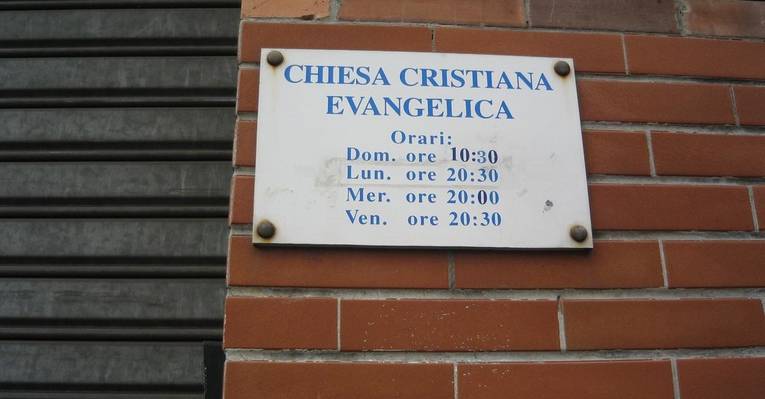 CHIESA CRISTIANA
EVANGELICA
Orari:
Dom. ore 10:30
Lun. ore 20:30
Mer. ore 20:00
Ven. ore 20:30